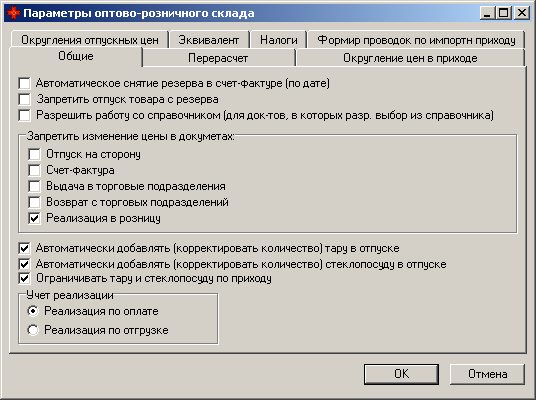 Параметры оптово-розничного склада
Округления отпускных цен Эквивалент Налоги Формир проводок по импортн приходу
Общие Перерасчет Округление цен в приходе
Автоматическое снятие резерва в счет-фактуре (по дате)
Запретить отпуск товара с резерва
Разрешить работу со справочником (для док-тов, в которых разр. выбор из справочника)
Запретить изменение цены в докуметах:
Отпуск на сторону
Счет-фактура
Выдача в торговые подразделения
Возврат с торговых подразделений
Реализация в розницу
Автоматически добавлять (корректировать количество) тару в отпуске
Автоматически добавлять (корректировать количество) стеклопосуду в отпуске
Ограничивать тару и стеклопосуду по приходу
Учет реализации
Реализация по оплате
Реализация по отгрузке
OK Отмена